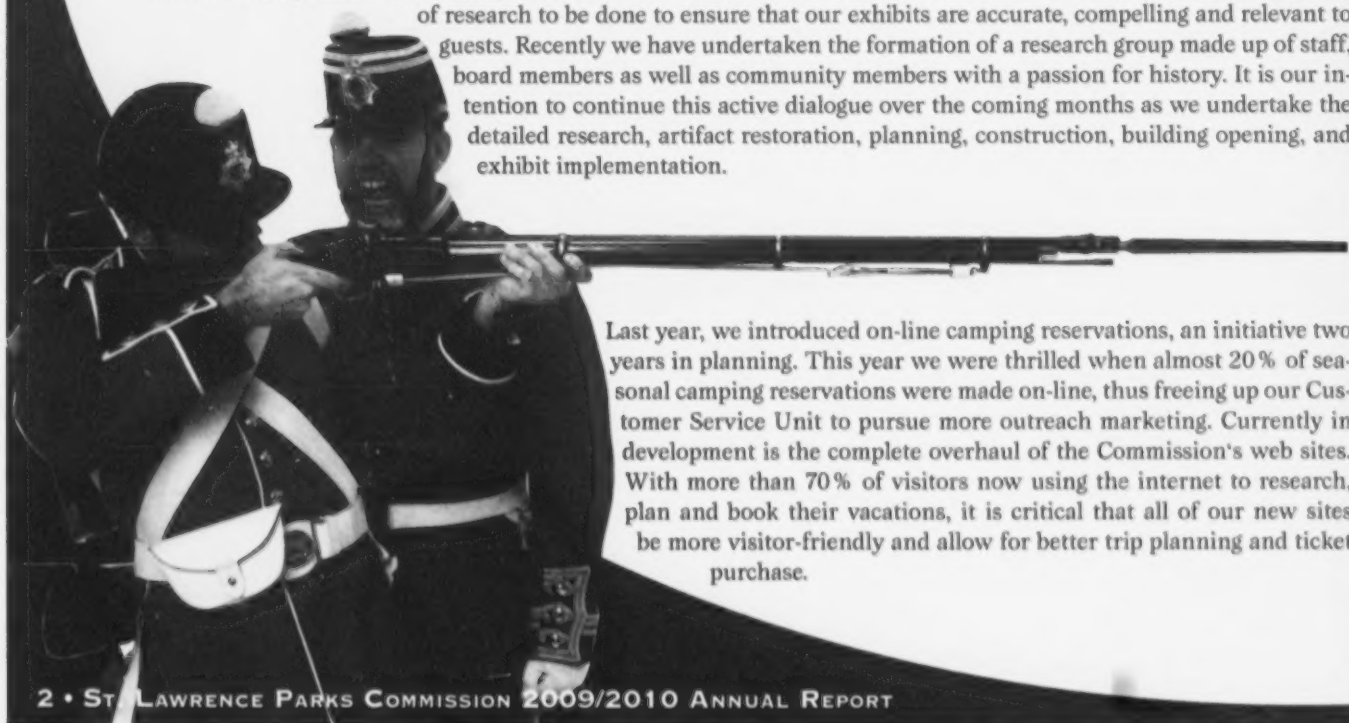 of research to be done to ensure that our exhibits are accurate, compelling and relevant to
guests. Recently we have undertaken the formation of a research group made up of staff,
board members as well as community members with a passion for history. It is our in-
tention to continue this active dialogue over the coming months as we undertake the
detailed research, artifact restoration, planning, construction, building opening, and
exhibit implementation.
Last year, we introduced on-line camping reservations, an initiative two
years in planning. This year we were thrilled when almost 20% of sea-
sonal camping reservations were made on-line, thus freeing up our Cus-
tomer Service Unit to pursue more outreach marketing. Currently in
development is the complete overhaul of the Commission's web sites.
With more than 70% of visitors now using the internet to research,
plan and book their vacations, it is critical that all of our new sites
be more visitor-friendly and allow for better trip planning and ticket
purchase.
2 • ST. LAWRENCE PARKS COMMISSION 2009/2010 ANNUAL REPORT